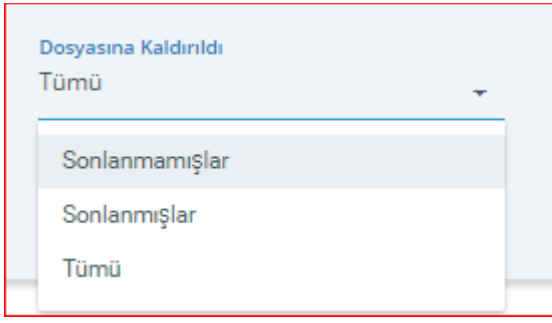 Dosyasına Kaldırıldı
Tümü
Sonlanmamışlar
Sonlanmışlar
Tümü